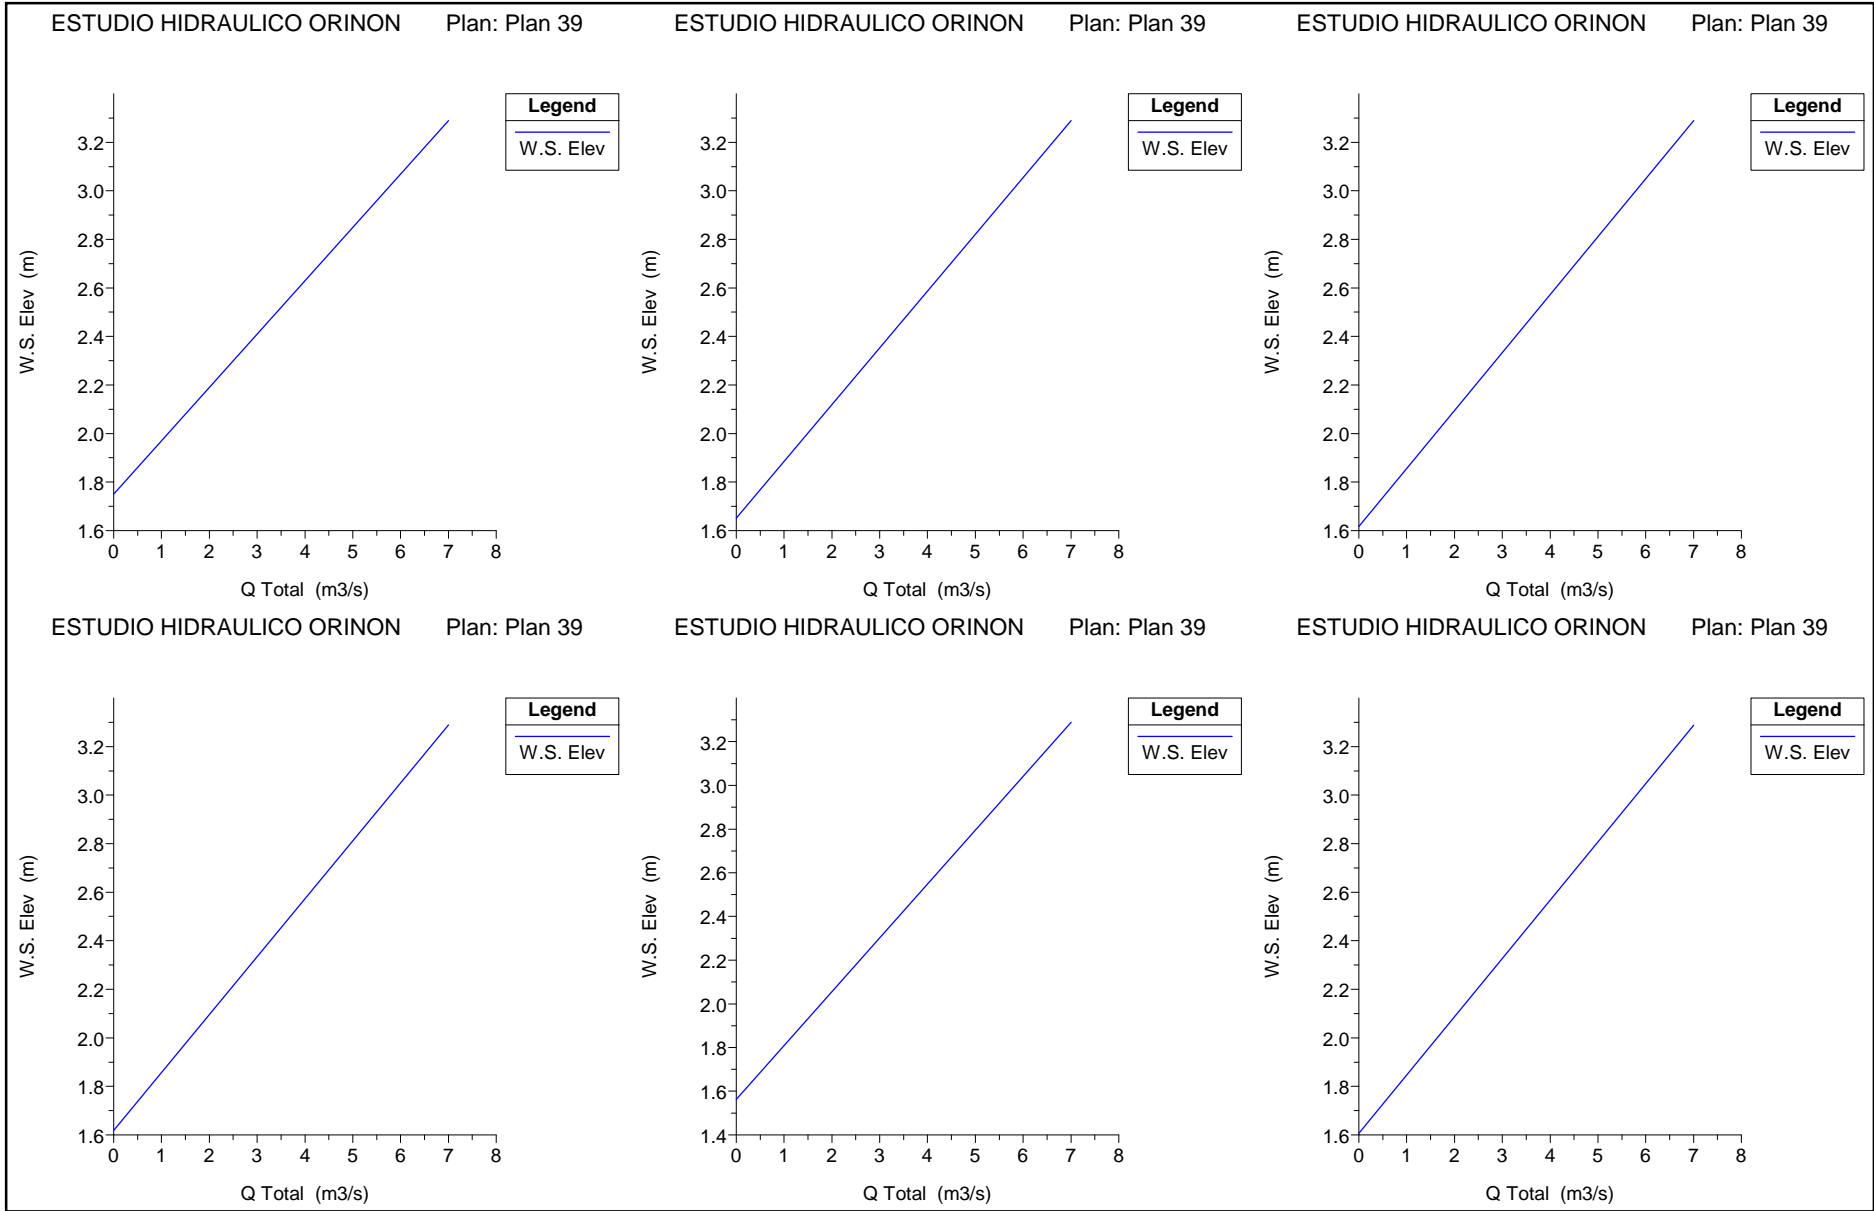 ESTUDIO HIDRAULICO ORINON Plan: Plan 39
Legend
W.S. Elev
W.S. Elev (m)
3.2
3.0
2.8
2.6
2.4
2.2
2.0
1.8
1.6
0 1 2 3 4 5 6 7 8
Q Total (m3/s)
ESTUDIO HIDRAULICO ORINON Plan: Plan 39
Legend
W.S. Elev
W.S. Elev (m)
3.2
3.0
2.8
2.6
2.4
2.2
2.0
1.8
1.6
0 1 2 3 4 5 6 7 8
Q Total (m3/s)
ESTUDIO HIDRAULICO ORINON Plan: Plan 39
Legend
W.S. Elev
W.S. Elev (m)
3.2
3.0
2.8
2.6
2.4
2.2
2.0
1.8
1.6
0 1 2 3 4 5 6 7 8
Q Total (m3/s)
ESTUDIO HIDRAULICO ORINON Plan: Plan 39
Legend
W.S. Elev
W.S. Elev (m)
3.2
3.0
2.8
2.6
2.4
2.2
2.0
1.8
1.6
0 1 2 3 4 5 6 7 8
Q Total (m3/s)
ESTUDIO HIDRAULICO ORINON Plan: Plan 39
Legend
W.S. Elev
W.S. Elev (m)
3.2
3.0
2.8
2.6
2.4
2.2
2.0
1.8
1.6
1.4
0 1 2 3 4 5 6 7 8
Q Total (m3/s)
ESTUDIO HIDRAULICO ORINON Plan: Plan 39
Legend
W.S. Elev
W.S. Elev (m)
3.2
3.0
2.8
2.6
2.4
2.2
2.0
1.8
1.6
0 1 2 3 4 5 6 7 8
Q Total (m3/s)